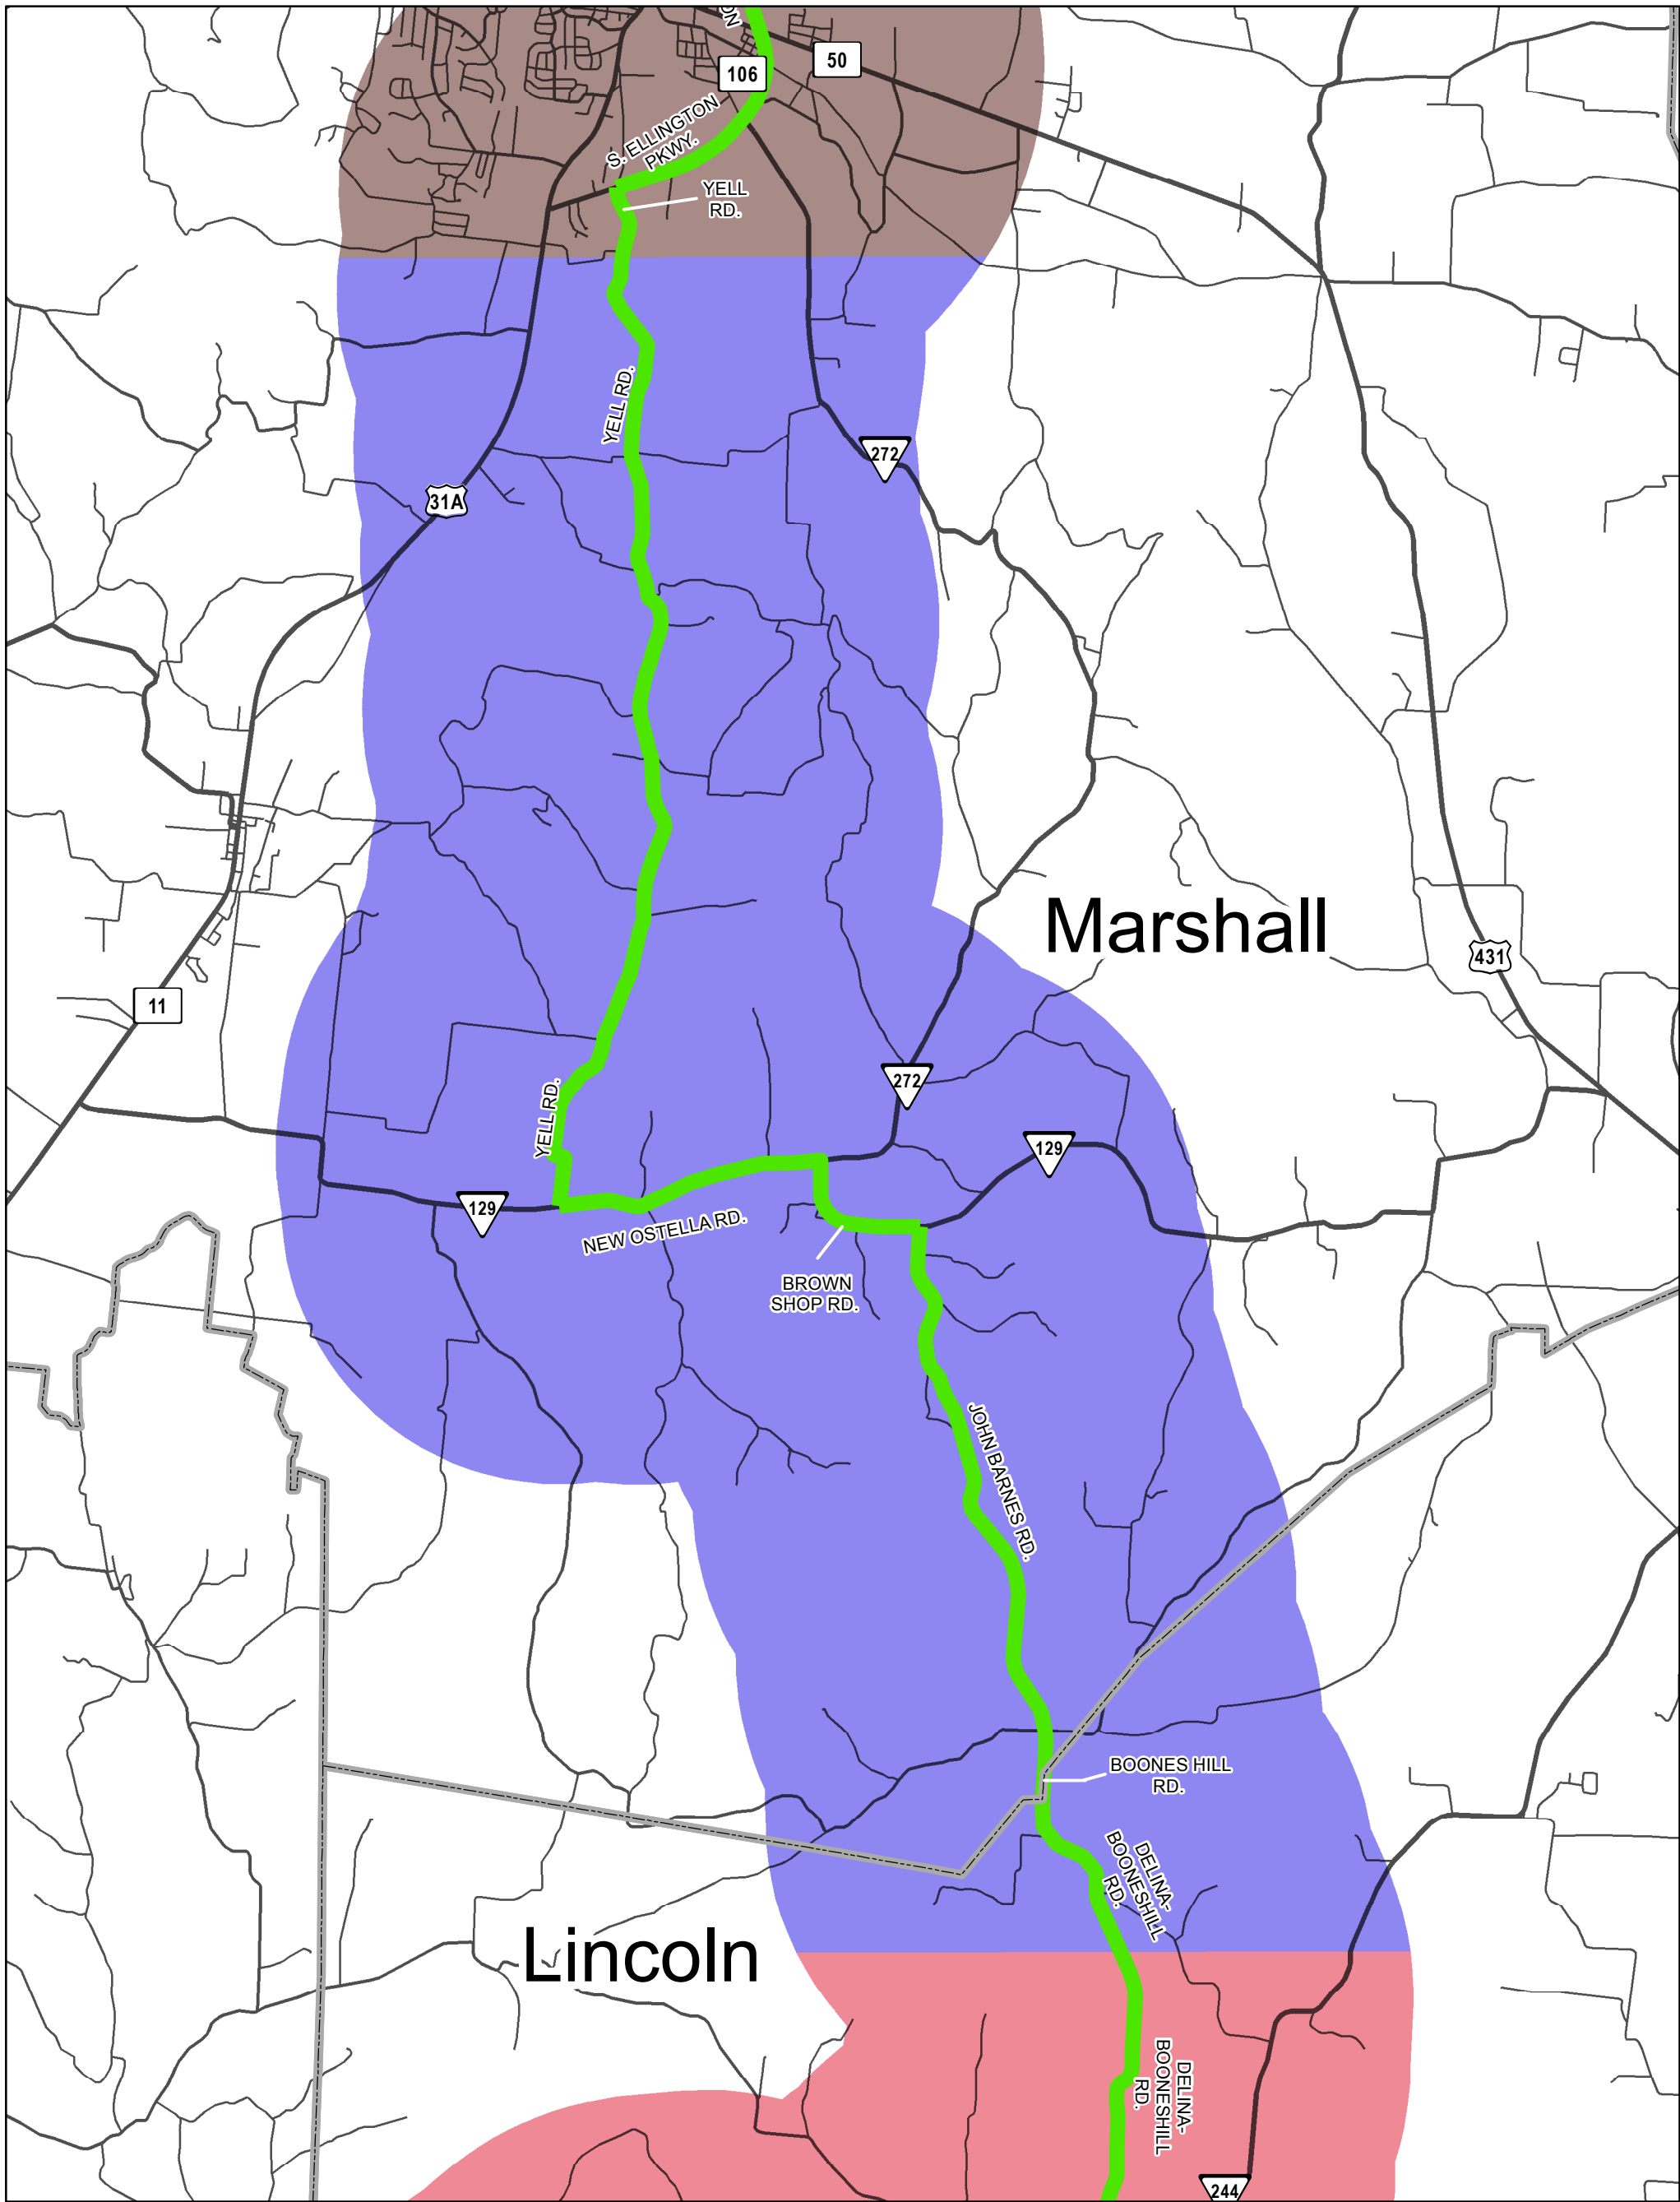 ON
50
106
S. ELLINGTON
PKWY.
YELL
RD.
YELL RD.
272
31A
Marshall
431
11
272
YELL RD.
129
129
NEW OSTELLA RD.
BROWN
SHOP RD.
JOHN BARNES RD.
BOONES HILL
RD.
DELINA-
BOONESHILL
RD.
Lincoln
DELINA-
BOONESHILL
RD.
244